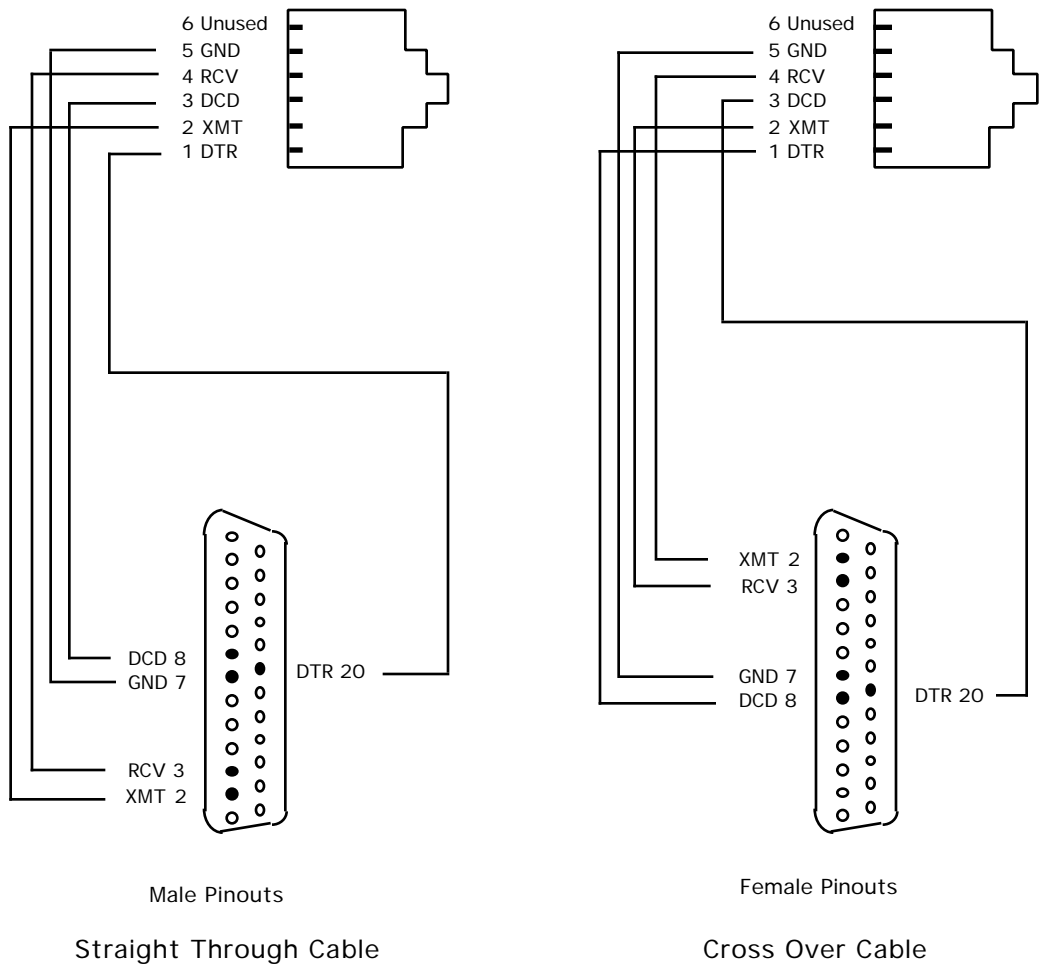 6 Unused
5 GND
4 RCV
3 DCD
2 XMT
1 DTR
DCD 8
GND 7
DTR 20
RCV 3
XMT 2
Male Pinouts
Straight Through Cable
6 Unused
5 GND
4 RCV
3 DCD
2 XMT
1 DTR
XMT 2
RCV 3
GND 7
DCD 8
DTR 20
Female Pinouts
Cross Over Cable